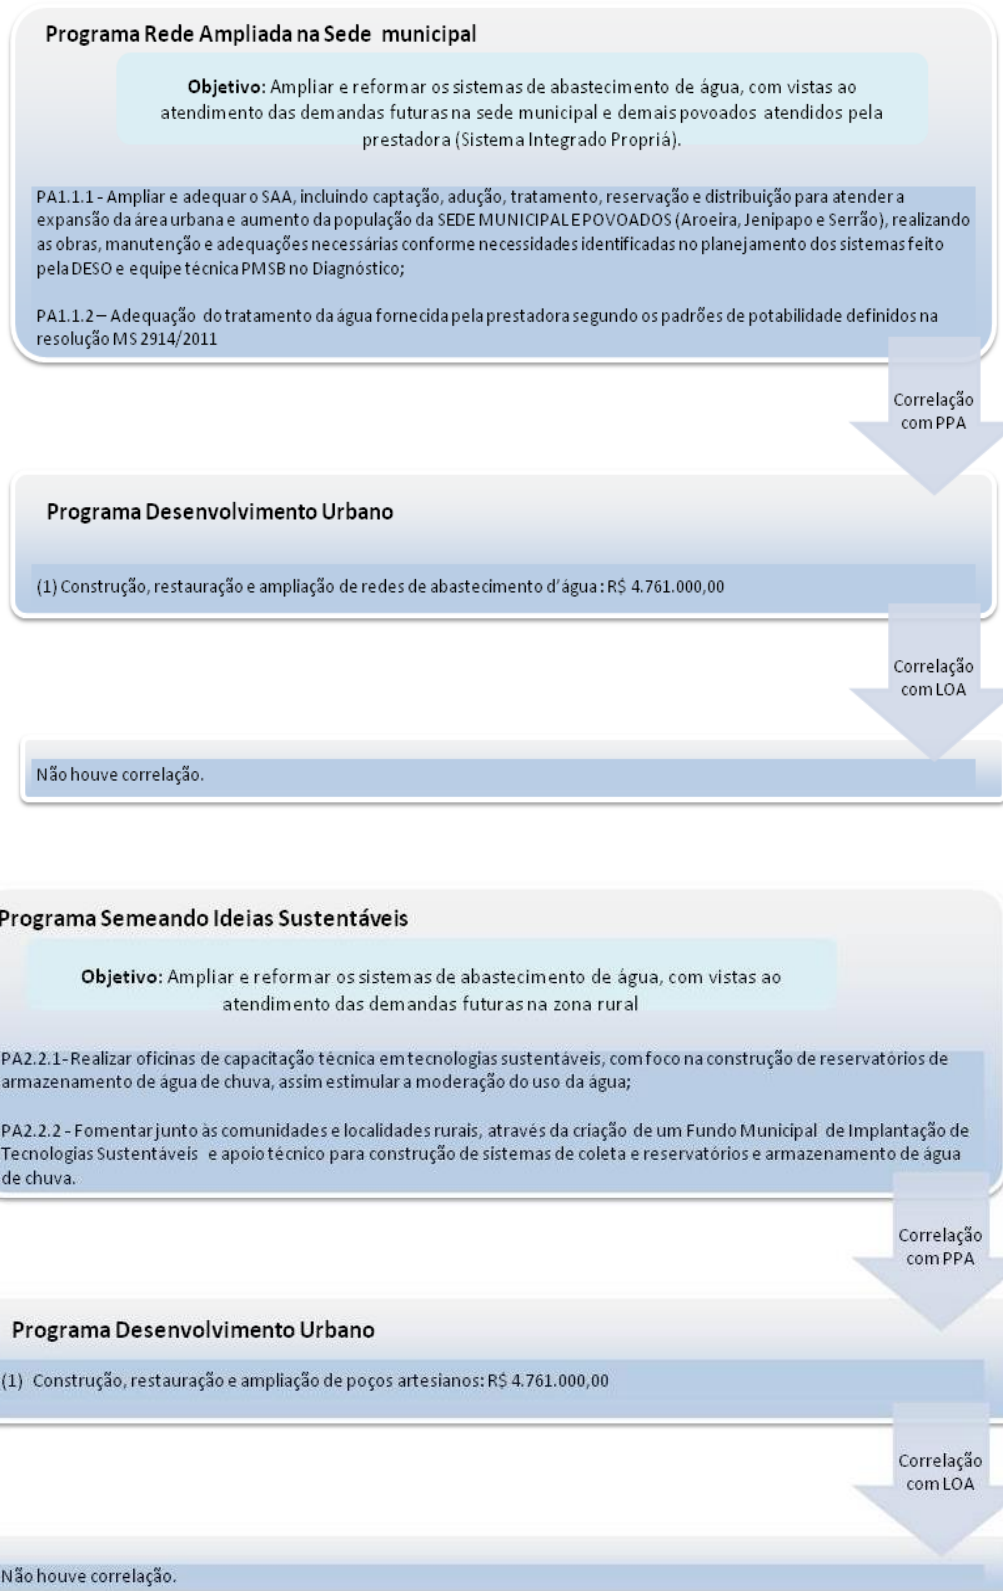 Programa Rede Ampliada na Sede municipal
Objetivo: Ampliar e reformar os sistemas de abastecimento de água, com vistas ao
atendimento das demandas futuras na sede municipal e demais povoados atendidos pela
prestadora (Sistema Integrado Propriá).
PA1.1.1 - Ampliar e adequar o SAA, incluindo captação, adução, tratamento, reservação e distribuição para atender a
expansão da área urbana e aumento da população da SEDE MUNICIPAL E POVOADOS (Aroeira, Jenipapo e Serrão), realizando
as obras, manutenção e adequações necessárias conforme necessidades identificadas no planejamento dos sistemas feito
pela DESO e equipe técnica PMSB no Diagnóstico;
PA1.1.2 – Adequação do tratamento da água fornecida pela prestadora segundo os padrões de potabilidade definidos na
resolução MS 2914/2011
Correlação
com PPA
Programa Desenvolvimento Urbano
(1) Construção, restauração e ampliação de redes de abastecimento d'água : R$ 4.761.000,00
Correlação
com LOA
Não houve correlação.
Programa Semeando Ideias Sustentáveis
Objetivo: Ampliar e reformar os sistemas de abastecimento de água, com vistas ao
atendimento das demandas futuras na zona rural
PA2.2.1- Realizar oficinas de capacitação técnica em tecnologias sustentáveis, com foco na construção de reservatórios de
armazenamento de água de chuva, assim estimular a moderação do uso da água;
PA2.2.2 - Fomentar junto às comunidades e localidades rurais, através da criação de um Fundo Municipal de Implantação de
Tecnologias Sustentáveis e apoio técnico para construção de sistemas de coleta e reservatórios e armazenamento de água
de chuva.
Correlação
com PPA
Programa Desenvolvimento Urbano
(1) Construção, restauração e ampliação de poços artesianos: R$ 4.761.000,00
Correlação
com LOA
Não houve correlação.